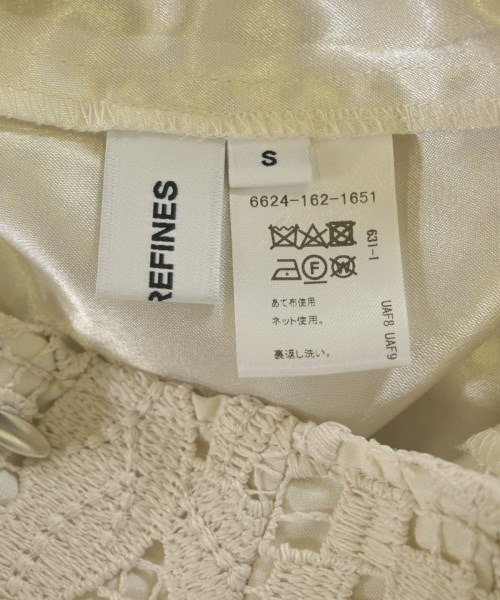 REFINES
S
6624-162-1651
631-1
F W
あて布使用
ネット使用。
裏返し洗い。
UAF8 UAF9